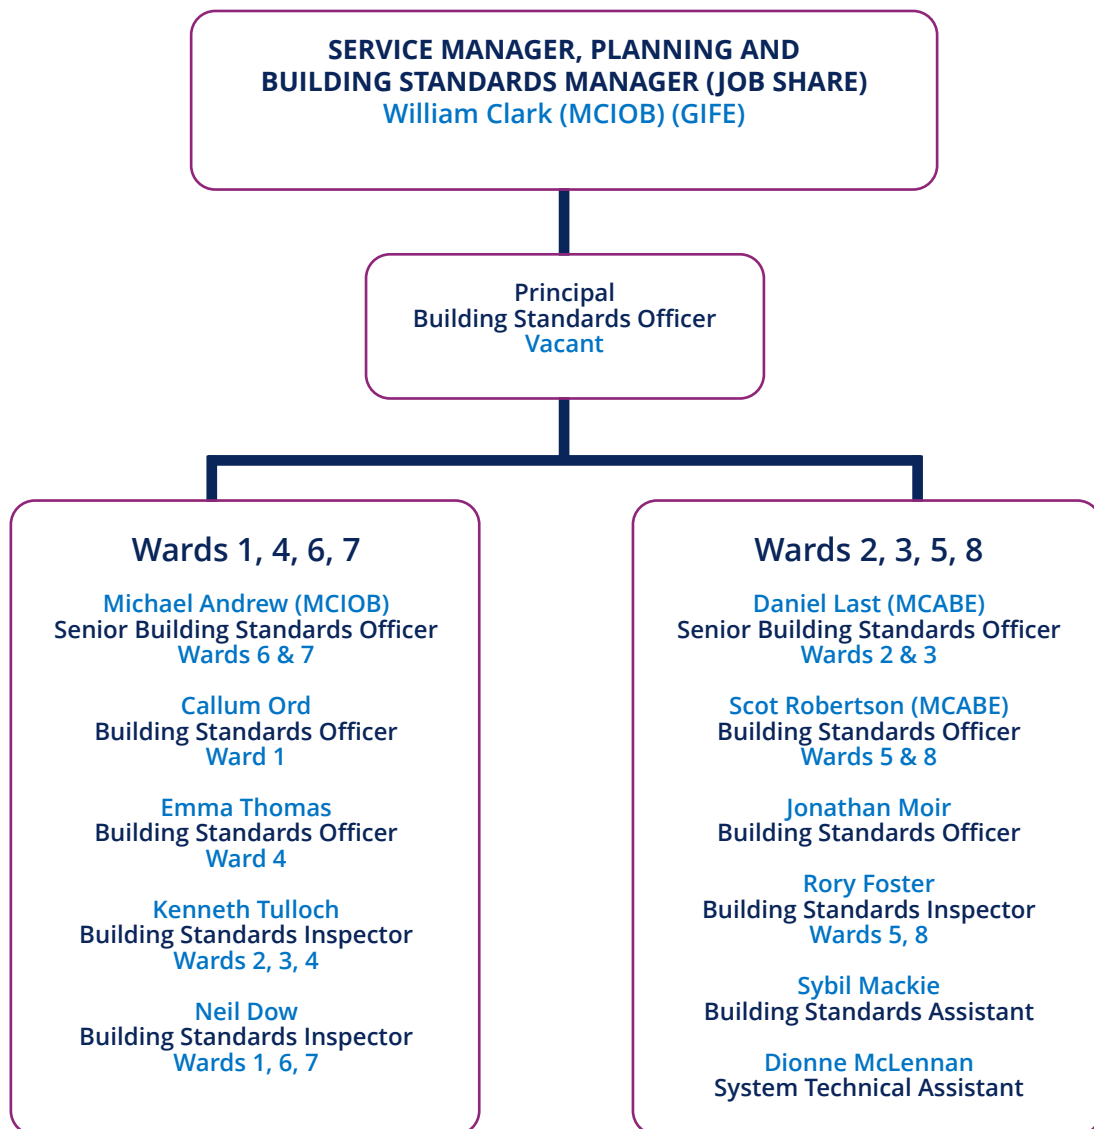 SERVICE MANAGER, PLANNING AND
BUILDING STANDARDS MANAGER (JOB SHARE)
William Clark (MCIOB) (GIFE)
Principal
Building Standards Officer
Vacant
Wards 1, 4, 6, 7
Michael Andrew (MCIOB)
Senior Building Standards Officer
Wards 6 & 7
Callum Ord
Building Standards Officer
Ward 1
Emma Thomas
Building Standards Officer
Ward 4
Kenneth Tulloch
Building Standards Inspector
Wards 2, 3, 4
Neil Dow
Building Standards Inspector
Wards 1, 6, 7
Wards 2, 3, 5, 8
Daniel Last (MCABE)
Senior Building Standards Officer
Wards 2 & 3
Scot Robertson (MCABE)
Building Standards Officer
Wards 5 & 8
Jonathan Moir
Building Standards Officer
Rory Foster
Building Standards Inspector
Wards 5, 8
Sybil Mackie
Building Standards Assistant
Dionne McLennan
System Technical Assistant